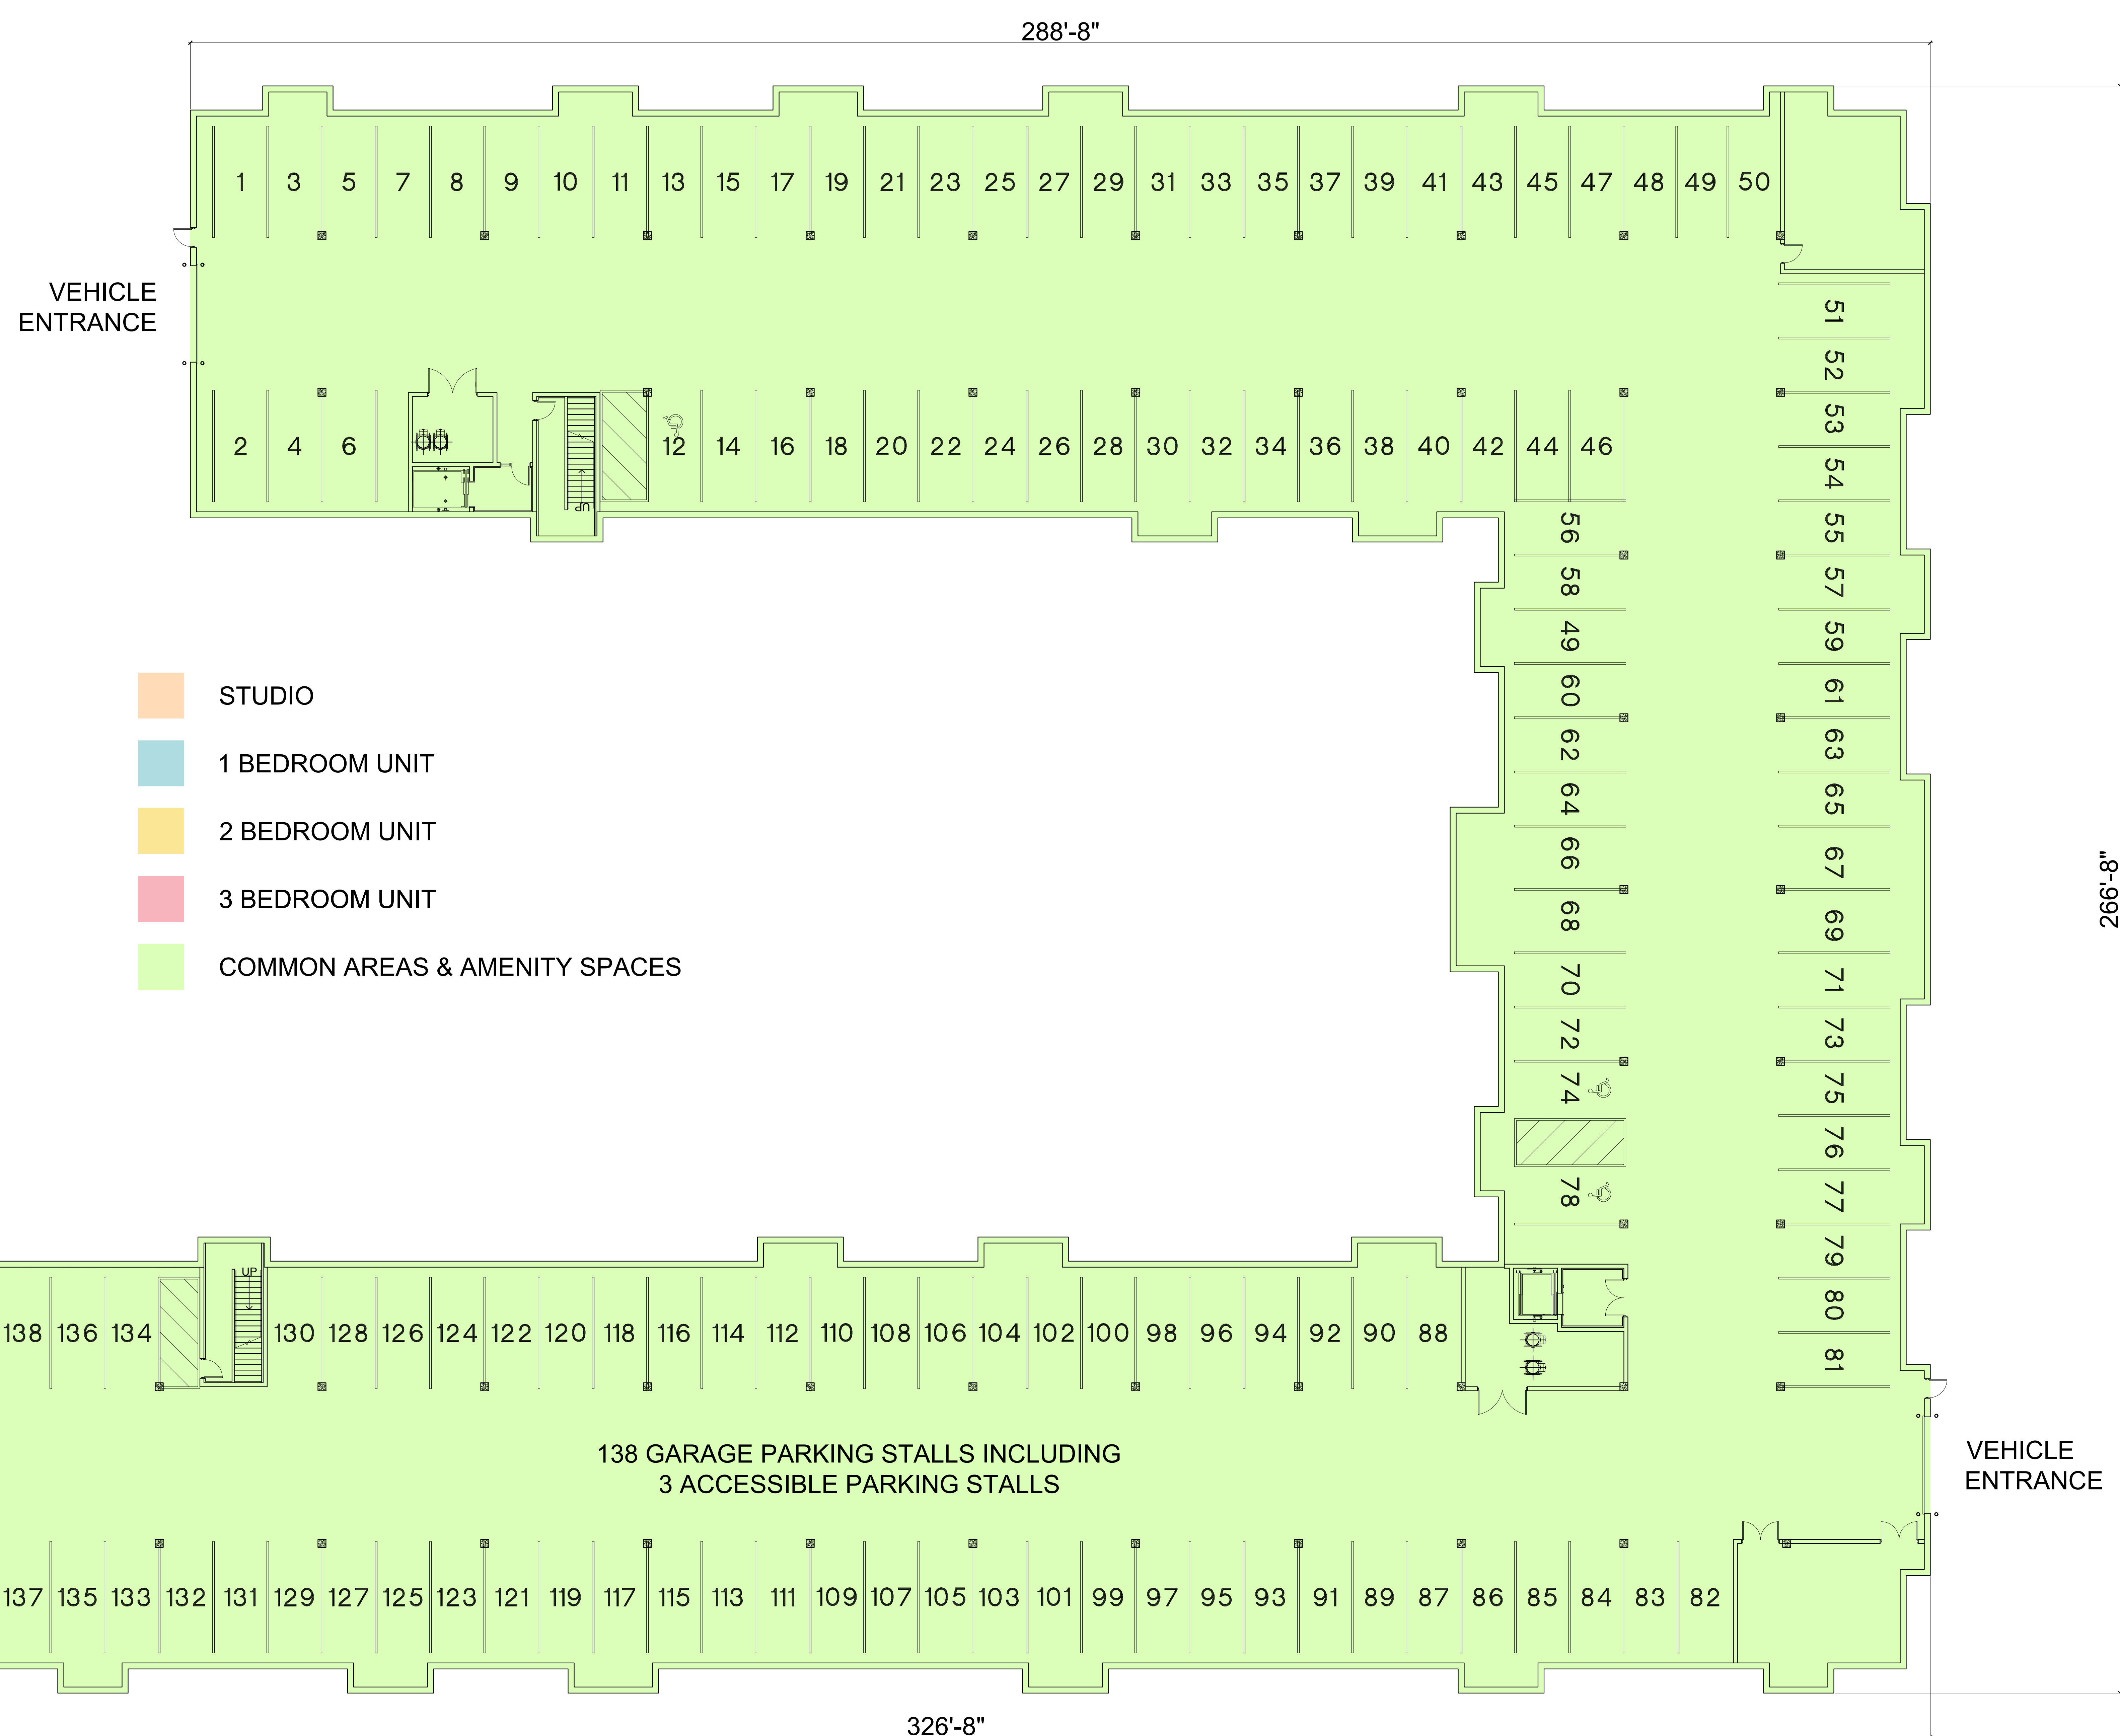 288'-8"
1 3 5 7 8 9 10 11 13 15 17 19 21 23 25 27 29 31 33 35 37 39 41 43 45 47 48 49 50
VEHICLE
ENTRANCE
2 4 6 12 14 16 18 20 22 24 26 28 30 32 34 36 38 40 42 44 46
UP
51
52
53
54
55
57
59
61
63
65
67
69
71
73
75
76
77
79
80
81
56
58
49
60
62
64
66
68
70
72
74
78
STUDIO
1 BEDROOM UNIT
2 BEDROOM UNIT
3 BEDROOM UNIT
COMMON AREAS & AMENITY SPACES
266'-8"
UP
138 136 134 130 128 126 124 122 120 118 116 114 112 110 108 106 104 102 100 98 96 94 92 90 88
138 GARAGE PARKING STALLS INCLUDING
3 ACCESSIBLE PARKING STALLS
VEHICLE
ENTRANCE
137 135 133 132 131 129 127 125 123 121 119 117 115 113 111 109 107 105 103 101 99 97 95 93 91 89 87 86 85 84 83 82
326'-8"